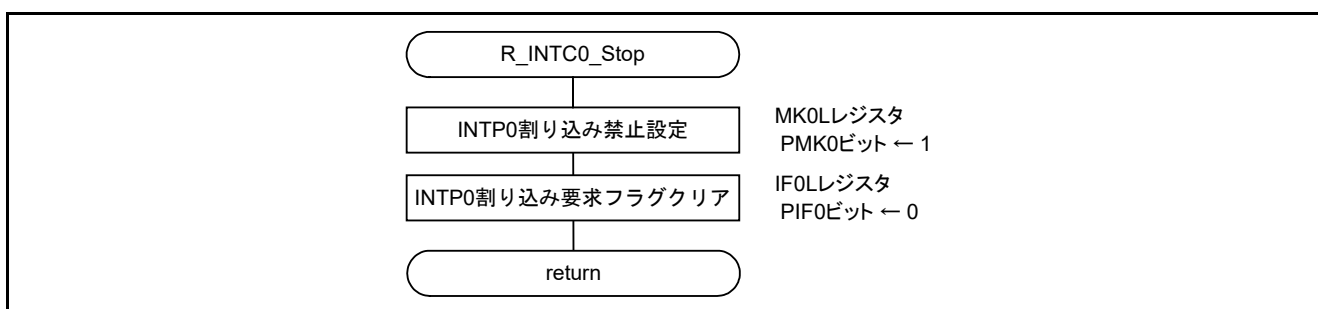 R_INTC0_Stop
INTP0割り込み禁止設定
MK0Lレジスタ
PMK0ビット ← 1
INTP0割り込み要求フラグクリア
IF0Lレジスタ
PIF0ビット ← 0
return